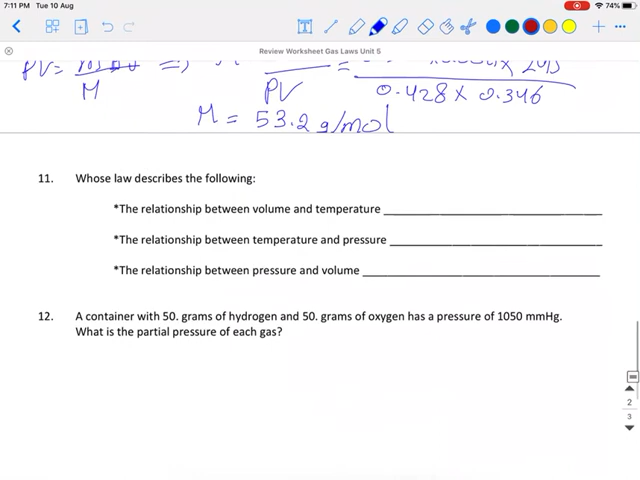 7:11 PM Tue 10 Aug
74%
Review Worksheet Gas Laws Unit 5
PV =
M
PV
0.428 x 0.346
M = 53.2 g/mol
11. Whose law describes the following:
*The relationship between volume and temperature
*The relationship between temperature and pressure
*The relationship between pressure and volume
12. A container with 50. grams of hydrogen and 50. grams of oxygen has a pressure of 1050 mmHg.
What is the partial pressure of each gas?
2
3